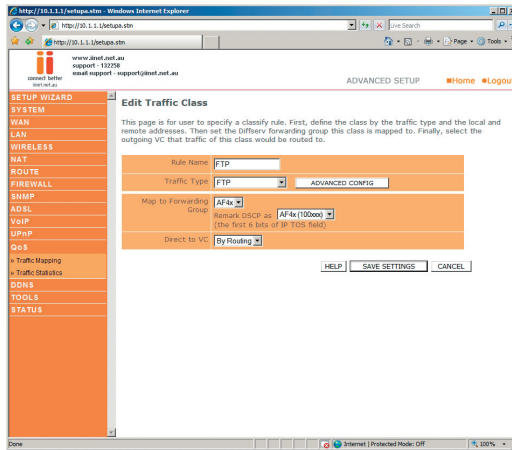 http://10.1.1.1/setupa.stn - Windows Internet Explorer
http://10.1.1.1/setupa.stn
Live Search
http://10.1.1.1/setupa.stn
Page
Tools
www.iinet.net.au
support - 132258
email support - support@iinet.net.au
connect better
iinet.net.au
ADVANCED SETUP
Home
Logout
SETUP WIZARD
SYSTEM
WAN
LAN
WIRELESS
NAT
ROUTE
FIREWALL
SNMP
ADSL
VoIP
UPnP
QoS
» Traffic Mapping
» Traffic Statistics
DDNS
TOOLS
STATUS
Edit Traffic Class
This page is for user to specify a classify rule. First, define the class by the traffic type and the local and
remote addresses. Then set the Diffserv forwarding group this class is mapped to. Finally, select the
outgoing VC that traffic of this class would be routed to.
Rule Name FTP
Traffic Type FTP ADVANCED CONFIG
Map to Forwarding Group AF4x
Remark DSCP as AF4x (100xxx)
(the first 6 bits of IP TOS field)
Direct to VC By Routing
HELP SAVE SETTINGS CANCEL
Done
Internet | Protected Mode: Off
100%